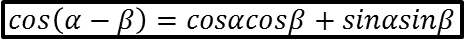 cos(α − β) = cosαcosβ + sinαsinβ